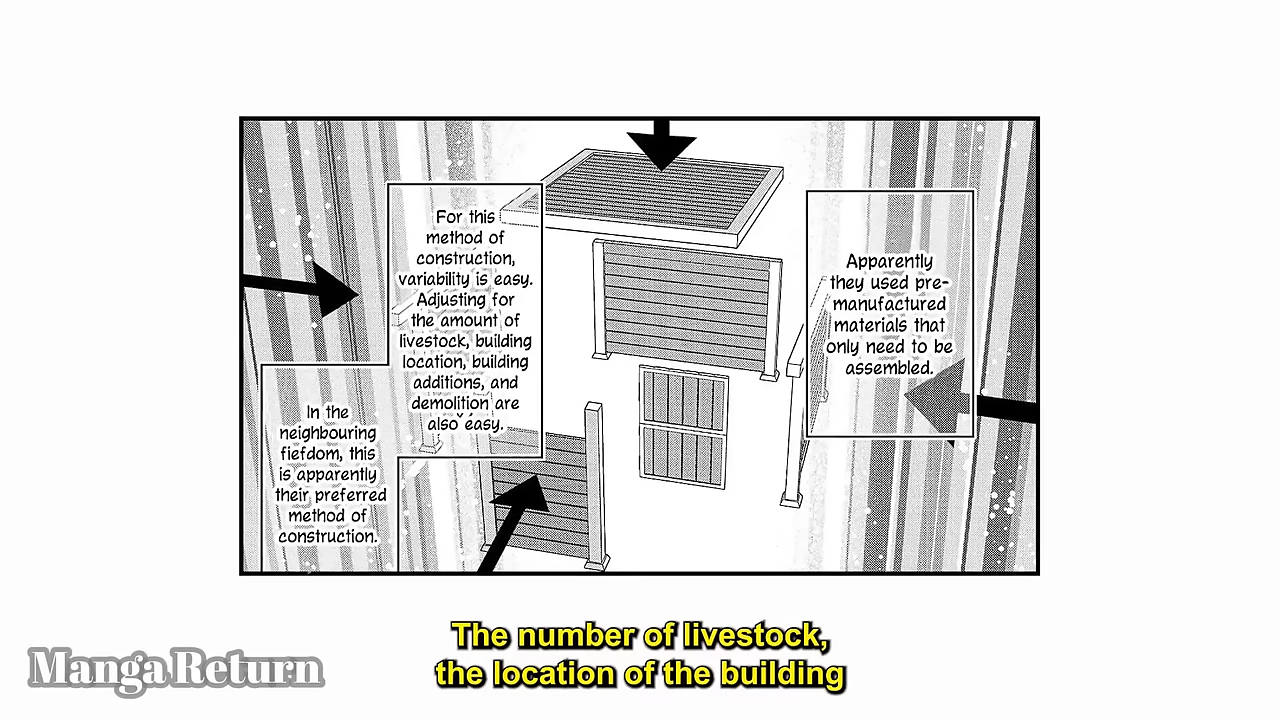 Apparently
they used pre-
manufactured
materials that
only need to be
assembled.
For this
method of
construction,
variability is easy.
Adjusting for
the amount of
livestock, building
location, building
additions, and
demolition are
also easy.
In the
neighbouring
fiefdom, this
is apparently
their preferred
method of
construction.
The number of livestock,
the location of the building
Manga Return